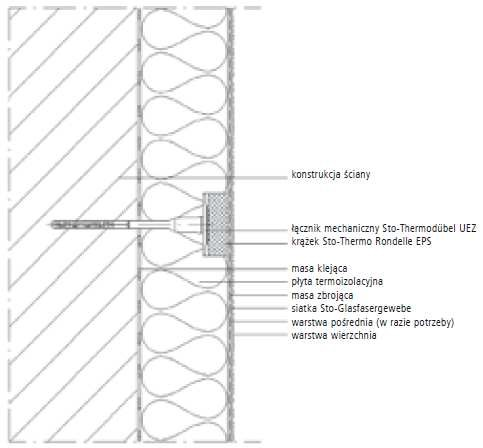 konstrukcja ściany
łącznik mechaniczny Sto-Thermodübel UEZ
krążek Sto-Thermo Rondelle EPS
masa klejąca
płyta termoizolacyjna
masa zbrojąca
siatka Sto-Glasfasergewebe
warstwa pośrednia (w razie potrzeby)
warstwa wierzchnia